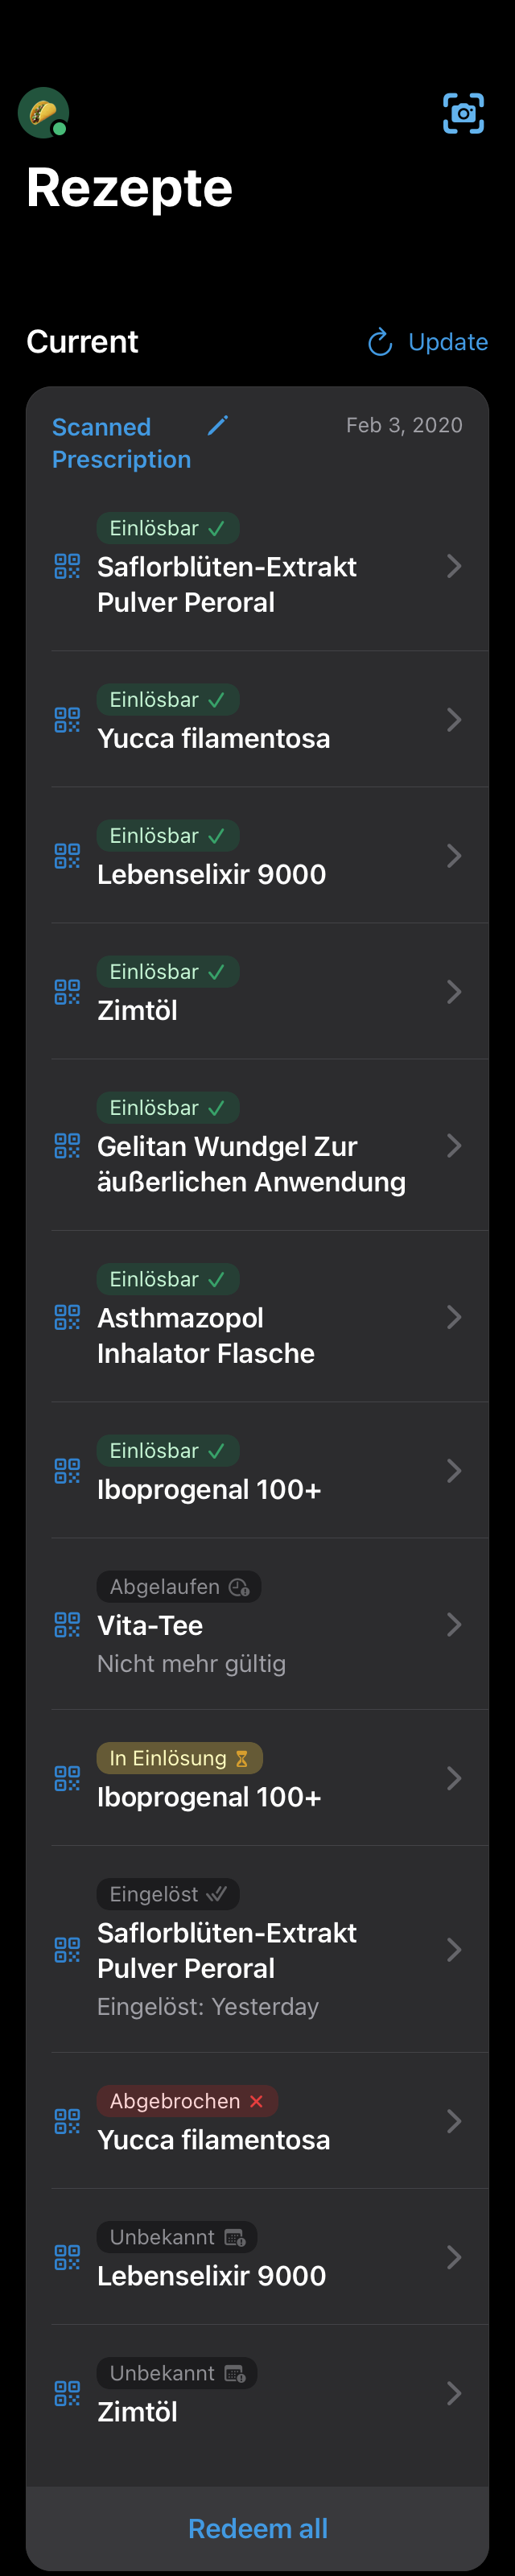 Rezepte
Current
Update
Scanned
Prescription
Feb 3, 2020
Einlösbar
Saflorblüten-Extrakt
Pulver Peroral
Einlösbar
Yucca filamentosa
Einlösbar
Lebenselixir 9000
Einlösbar
Zimtöl
Einlösbar
Gelitan Wundgel Zur
äußerlichen Anwendung
Einlösbar
Asthmazopol
Inhalator Flasche
Einlösbar
Iboprogenal 100+
Abgelaufen
Vita-Tee
Nicht mehr gültig
In Einlösung
Iboprogenal 100+
Eingelöst
Saflorblüten-Extrakt
Pulver Peroral
Eingelöst: Yesterday
Abgebrochen
Yucca filamentosa
Unbekannt
Lebenselixir 9000
Unbekannt
Zimtöl
Redeem all